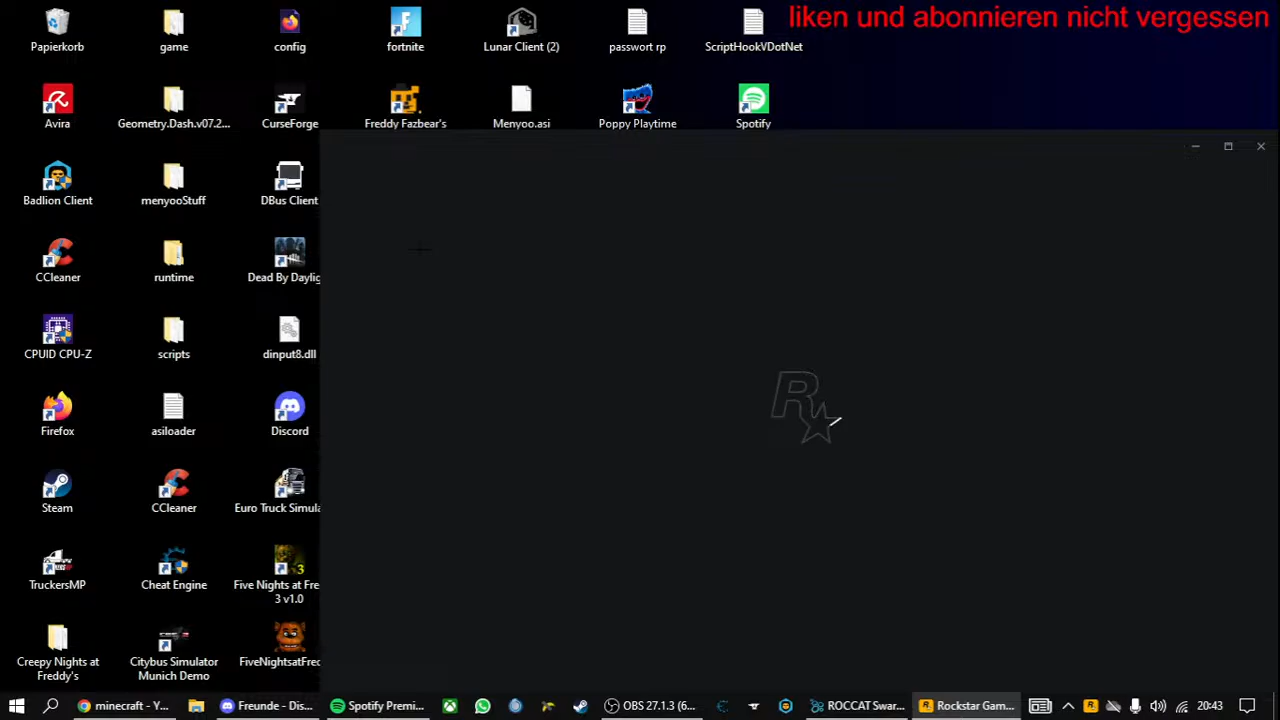 liken und abonnieren nicht vergessen
Papierkorb
game
config
fortnite
Lunar Client (2)
passwort rp
ScriptHookVDotNet
Avira
Geometry.Dash.v07.2...
CurseForge
Freddy Fazbear's
Menyoo.asi
Poppy Playtime
Spotify
Badlion Client
menyooStuff
DBus Client
CCleaner
runtime
Dead By Daylig
CPUID CPU-Z
scripts
dinput8.dll
Firefox
asiloader
Discord
Steam
CCleaner
Euro Truck Simula
TruckersMP
Cheat Engine
Five Nights at Fre
3 v1.0
Creepy Nights at
Freddy's
Citybus Simulator
Munich Demo
FiveNightsatFred
minecraft - Y...
Freunde - Dis...
Spotify Premi...
OBS 27.1.3 (6...
ROCCAT Swar...
Rockstar Gam...
20:43